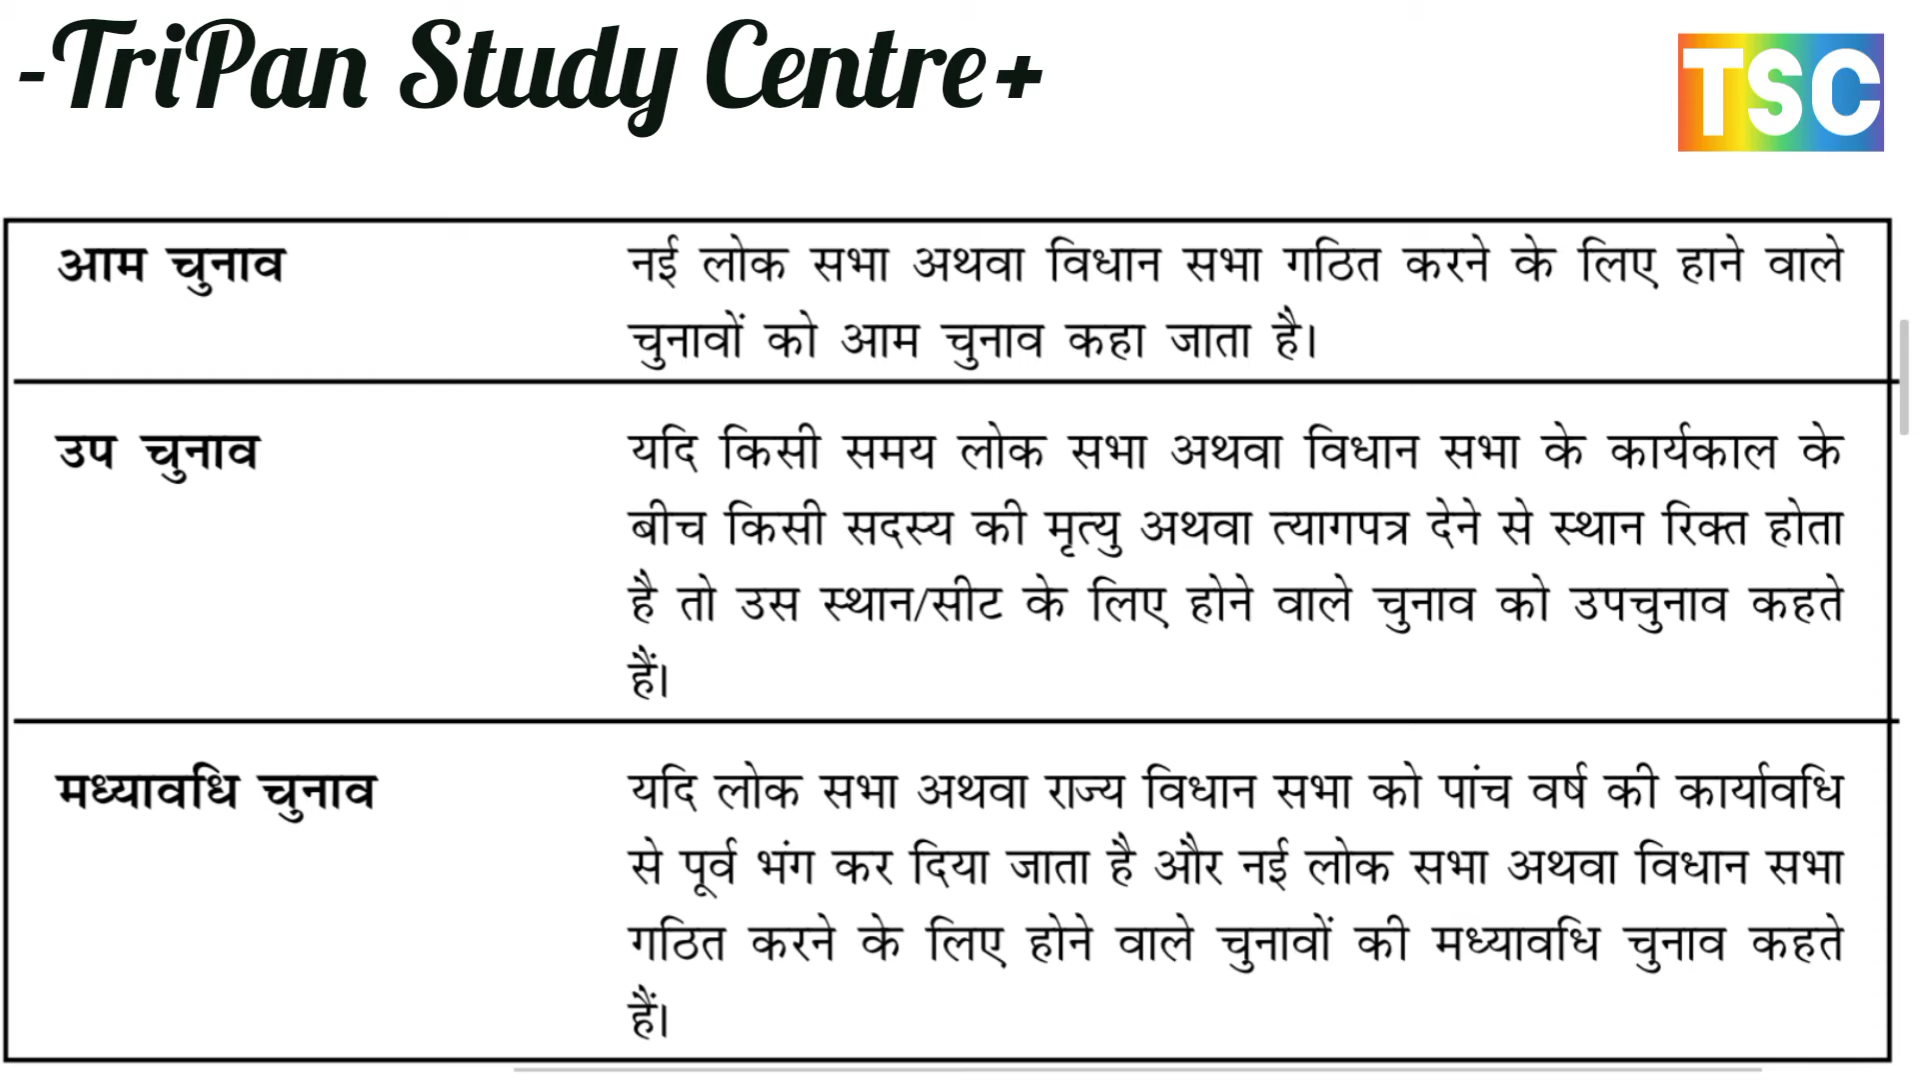 -TriPan Study Centre+
TSC
आम चुनाव
नई लोक सभा अथवा विधान सभा गठित करने के लिए हाने वाले
चुनावों को आम चुनाव कहा जाता है।
उप चुनाव
यदि किसी समय लोक सभा अथवा विधान सभा के कार्यकाल के
बीच किसी सदस्य की मृत्यु अथवा त्यागपत्र देने से स्थान रिक्त होता
है तो उस स्थान/सीट के लिए होने वाले चुनाव को उपचुनाव कहते
हैं।
मध्यावधि चुनाव
यदि लोक सभा अथवा राज्य विधान सभा को पांच वर्ष की कार्यावधि
से पूर्व भंग कर दिया जाता है और नई लोक सभा अथवा विधान सभा
गठित करने के लिए होने वाले चुनावों की मध्यावधि चुनाव कहते
हैं।